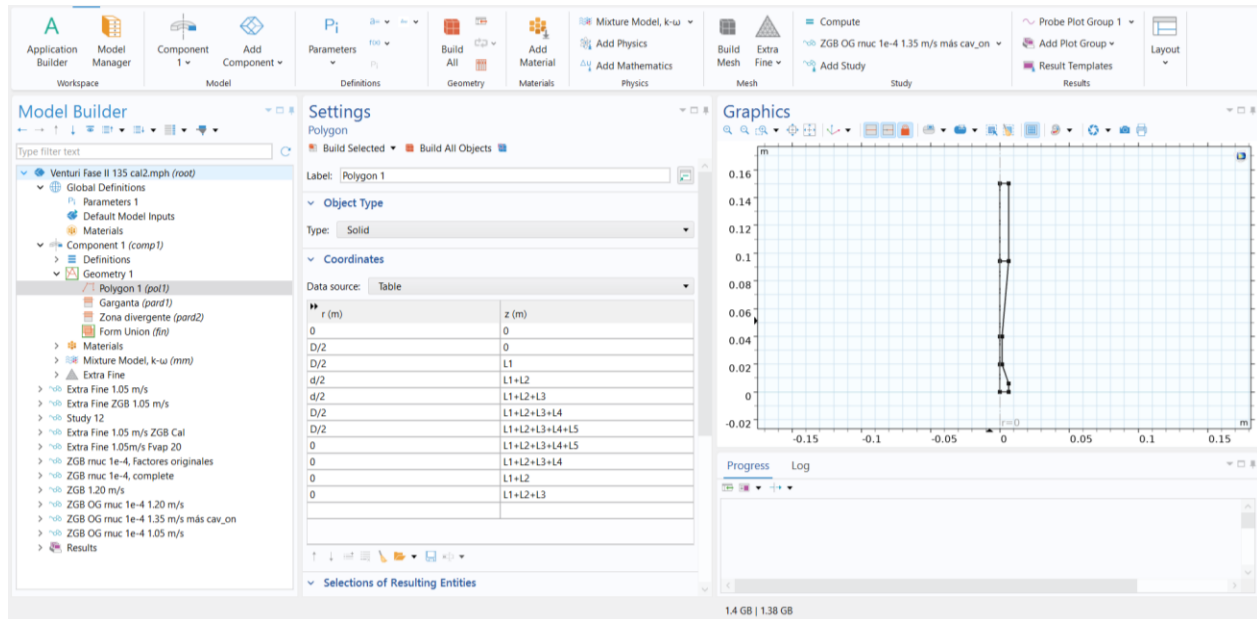 Application Builder
Model Manager
Workspace
Component 1
Add Component
Model
Pi
Parameters
a=
f(x)
Pi
Definitions
Build All
Geometry
Add Material
Materials
Mixture Model, k-ω
Add Physics
Add Mathematics
Physics
Build Mesh
Extra Fine
Mesh
Compute
ZGB OG rnuc 1e-4 1.35 m/s más cav_on
Add Study
Study
Probe Plot Group 1
Add Plot Group
Result Templates
Results
Layout
Model Builder
Type filter text
Venturi Fase II 135 cal2.mph (root)
Global Definitions
Pi Parameters 1
Default Model Inputs
Materials
Component 1 (comp1)
Definitions
Geometry 1
Polygon 1 (pol1)
Garganta (pard1)
Zona divergente (pard2)
Form Union (fin)
Materials
Mixture Model, k-ω (mm)
Extra Fine
Extra Fine 1.05 m/s
Extra Fine ZGB 1.05 m/s
Study 12
Extra Fine 1.05 m/s ZGB Cal
Extra Fine 1.05m/s Fvap 20
ZGB rnuc 1e-4, Factores originales
ZGB rnuc 1e-4, complete
ZGB 1.20 m/s
ZGB OG rnuc 1e-4 1.20 m/s
ZGB OG rnuc 1e-4 1.35 m/s más cav_on
ZGB OG rnuc 1e-4 1.05 m/s
Results
Settings
Polygon
Build Selected
Build All Objects
Label: Polygon 1
Object Type
Type: Solid
Coordinates
Data source: Table
r (m) z (m)
0 0
D/2 0
D/2 L1
d/2 L1+L2
d/2 L1+L2+L3
D/2 L1+L2+L3+L4
D/2 L1+L2+L3+L4+L5
0 L1+L2+L3+L4+L5
0 L1+L2+L3+L4
0 L1+L2
0 L1+L2+L3
Selections of Resulting Entities
Graphics
m
0.16
0.14
0.12
0.1
0.08
0.06
0.04
0.02
0
-0.02
r=0
m
-0.15 -0.1 -0.05 0 0.05 0.1 0.15
Progress Log
1.4 GB | 1.38 GB